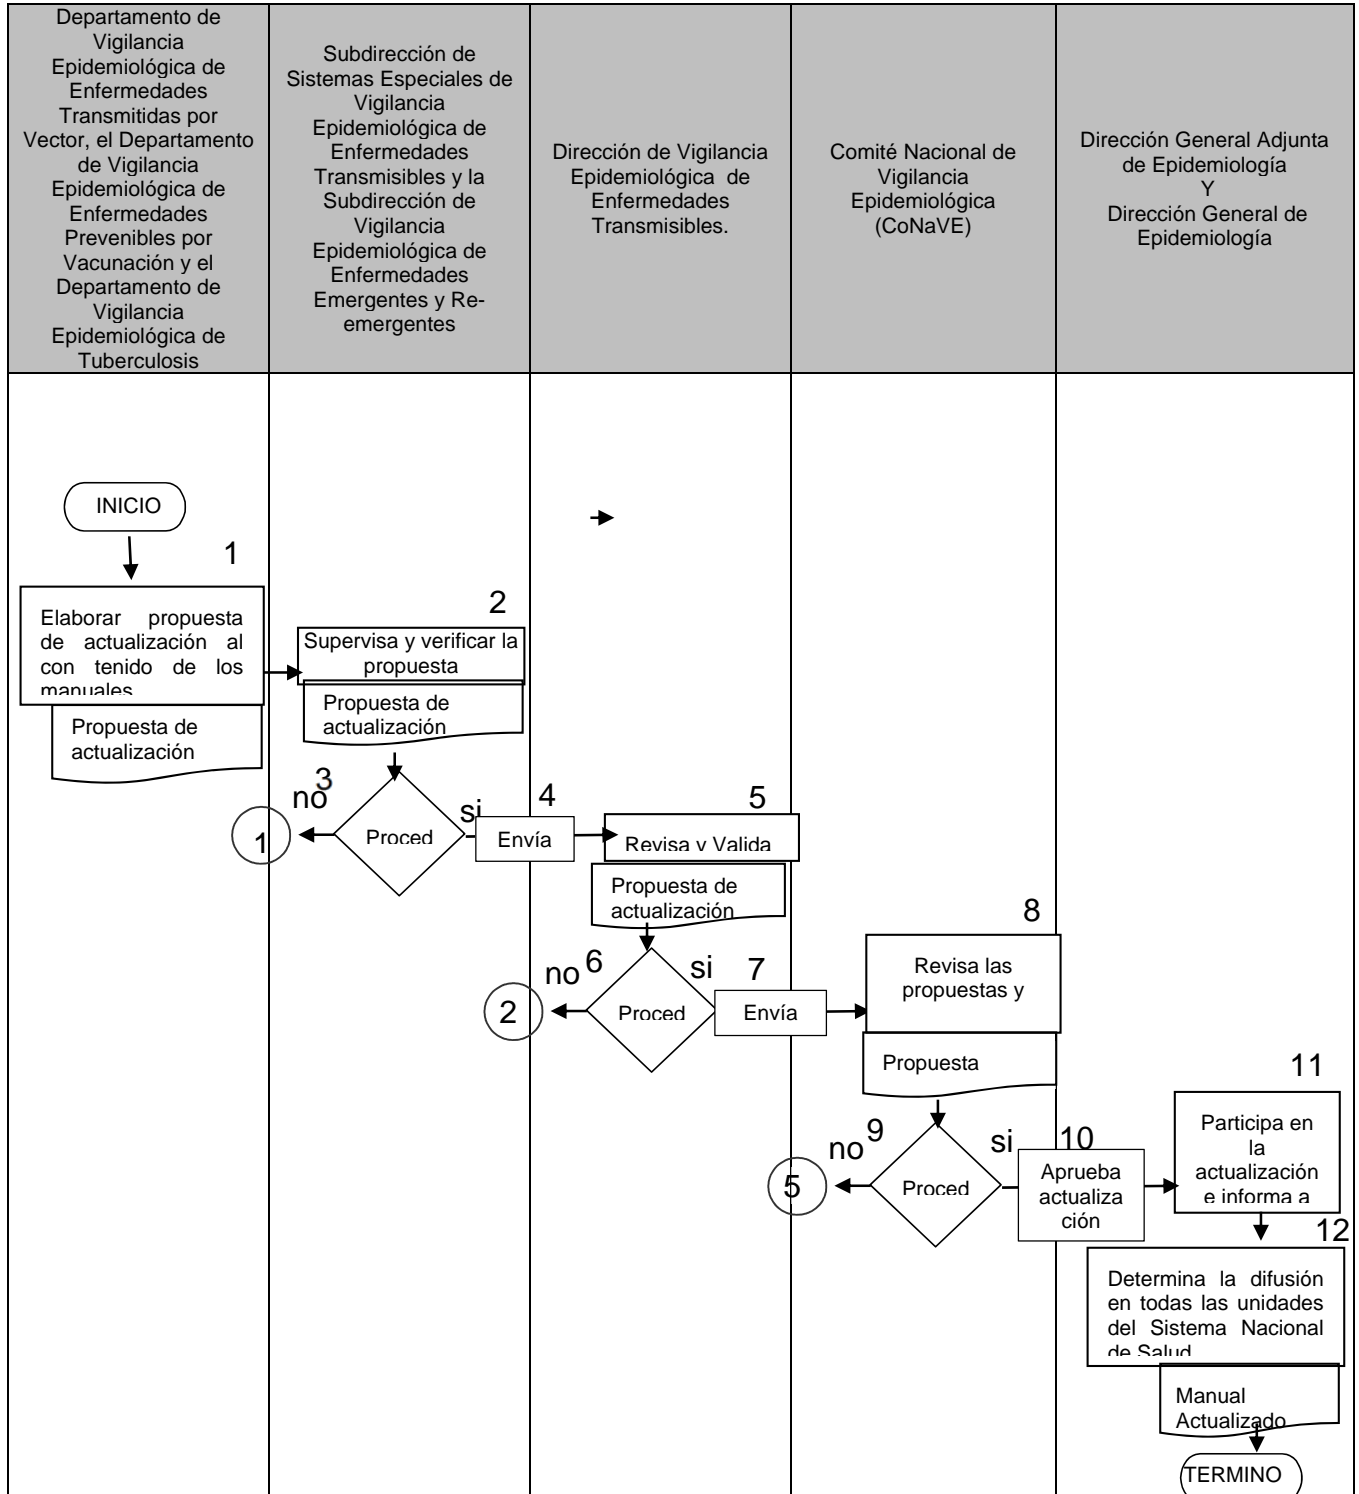 Departamento de
Vigilancia
Epidemiológica de
Enfermedades
Transmitidas por
Vector, el Departamento
de Vigilancia
Epidemiológica de
Enfermedades
Prevenibles por
Vacunación y el
Departamento de
Vigilancia
Epidemiológica de
Tuberculosis
Subdirección de
Sistemas Especiales de
Vigilancia
Epidemiológica de
Enfermedades
Transmisibles y la
Subdirección de
Vigilancia
Epidemiológica de
Enfermedades
Emergentes y Re-
emergentes
Dirección de Vigilancia
Epidemiológica de
Enfermedades
Transmisibles.
Comité Nacional de
Vigilancia
Epidemiológica
(CoNaVE)
Dirección General Adjunta
de Epidemiología
Y
Dirección General de
Epidemiología
INICIO
1
Elaborar propuesta
de actualización al
con tenido de los
manuales
Propuesta de
actualización
2
Supervisa y verificar la
propuesta
Propuesta de
actualización
3
no
1
Proced
si
4
Envía
5
Revisa y Valida
Propuesta de
actualización
6
no
2
Proced
si
7
Envía
8
Revisa las
propuestas y
Propuesta
9
no
5
Proced
si
10
Aprueba
actualiza
ción
11
Participa en
la
actualización
e informa a
12
Determina la difusión
en todas las unidades
del Sistema Nacional
de Salud
Manual
Actualizado
TERMINO